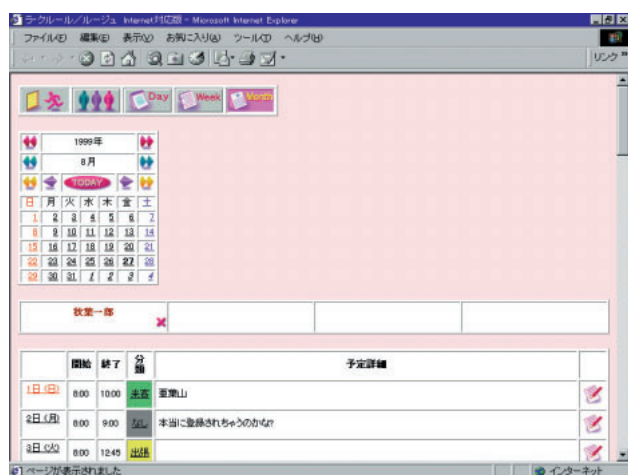 ラ・クルール/ルージュ Internet対応版 - Microsoft Internet Explorer
ファイル(F) 編集(E) 表示(V) お気に入り(A) ツール(T) ヘルプ(H)
リンク »
Day Week Month
1999年
8月
TODAY
日 月 火 水 木 金 土
1 2 3 4 5 6 7
8 9 10 11 12 13 14
15 16 17 18 19 20 21
22 23 24 25 26 27 28
29 30 31 1 2 3 4
秋葉一郎
開始 終了 分類 予定詳細
1日(日) 8:00 10:00 来客 亜葉山
2日(月) 8:00 9:00 なし 本当に登録されちゃうのかな?
3日(火) 8:00 12:45 出張
ページが表示されました インターネット